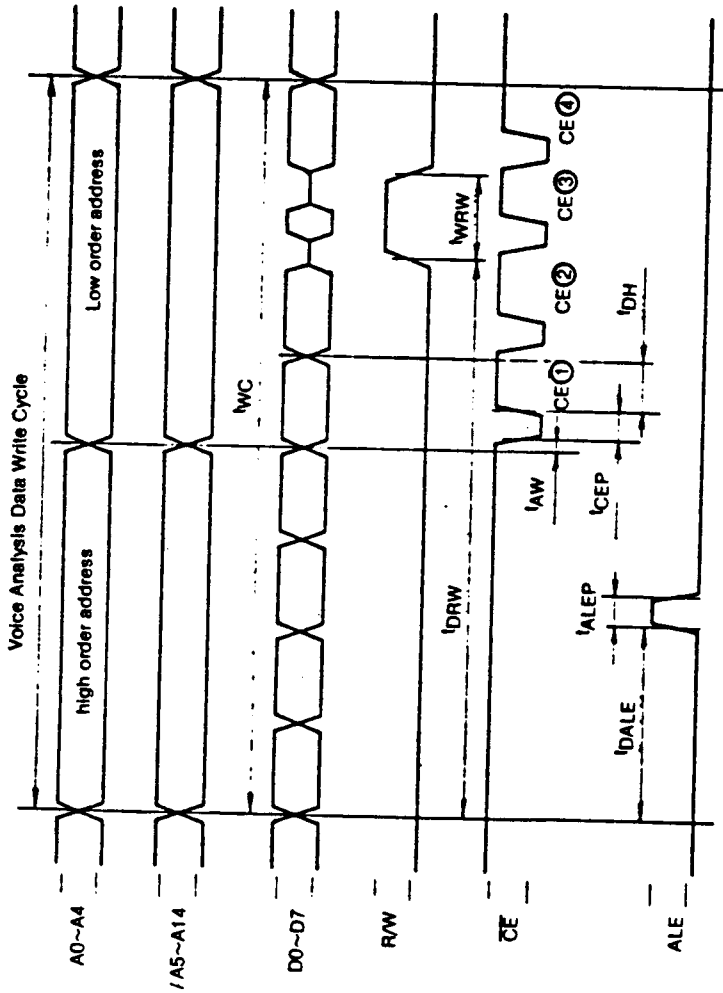 Voice Analysis Data Write Cycle
A0~A4
high order address
Low order address
/ A5~A14
tWC
D0~D7
R/W
tDRW
tWRW
CE
tAW
CE①
CE②
CE③
CE④
tDH
tCEP
tALEP
ALE
tDALE